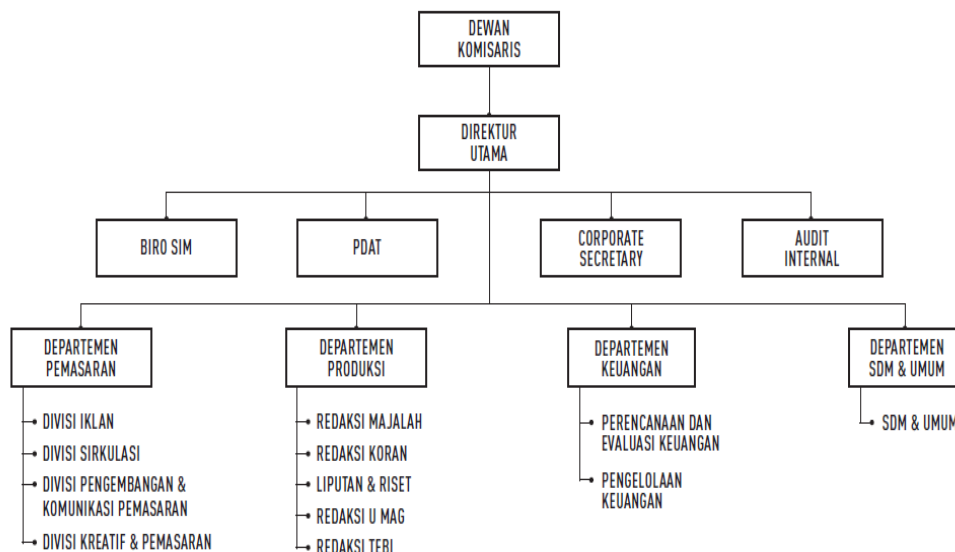 DEWAN
KOMISARIS
DIREKTUR
UTAMA
BIRO SIM
PDAT
CORPORATE
SECRETARY
AUDIT
INTERNAL
DEPARTEMEN
PEMASARAN
DIVISI IKLAN
DIVISI SIRKULASI
DIVISI PENGEMBANGAN &
KOMUNIKASI PEMASARAN
DIVISI KREATIF & PEMASARAN
DEPARTEMEN
PRODUKSI
REDAKSI MAJALAH
REDAKSI KORAN
LIPUTAN & RISET
REDAKSI U MAG
REDAKSI
DEPARTEMEN
KEUANGAN
PERENCANAAN DAN
EVALUASI KEUANGAN
PENGELOLAAN
KEUANGAN
DEPARTEMEN
SDM & UMUM
SDM & UMUM